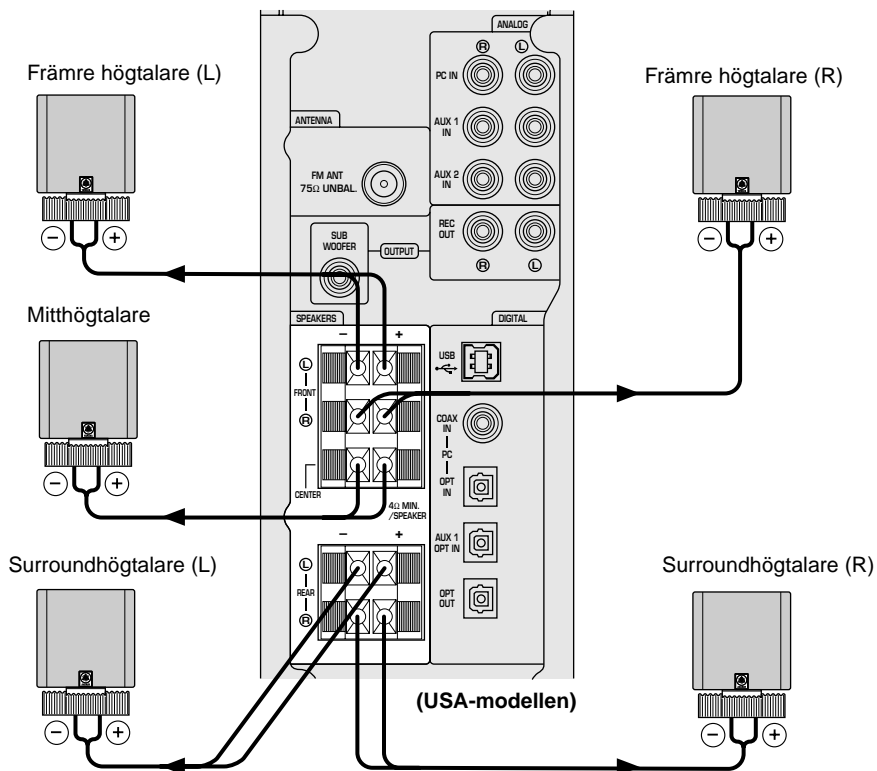 Främre högtalare (L)
Främre högtalare (R)
Mitthögtalare
Surroundhögtalare (L)
Surroundhögtalare (R)
ANALOG
R L
PC IN
AUX 1
IN
AUX 2
IN
ANTENNA
FM ANT
75Ω UNBAL.
SUB
WOOFER
OUTPUT
REC
OUT
R L
SPEAKERS
– +
L
FRONT
R
CENTER
4Ω MIN.
/SPEAKER
– +
L
REAR
R
DIGITAL
USB
COAX
IN
PC
OPT
IN
AUX 1
OPT IN
OPT
OUT
(USA-modellen)
– +
– +
– +
– +
– +